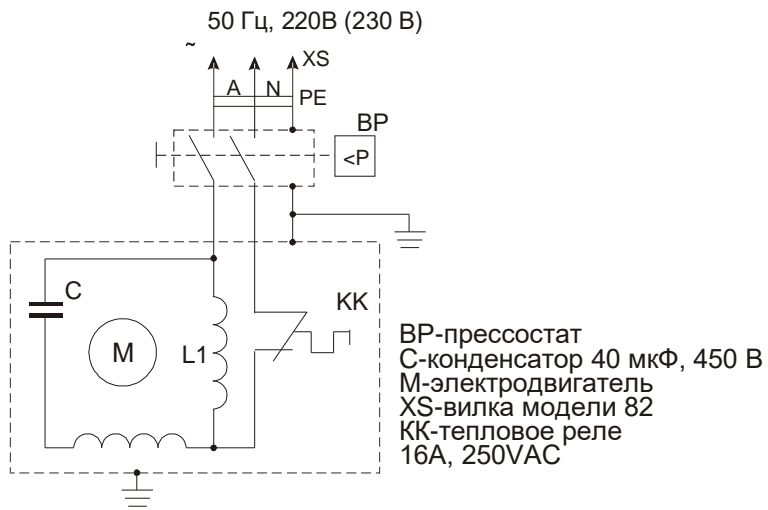 50 Гц, 220В (230 В)
~
XS
A N
PE
BP
<P
C
KK
M
L1
ВР-прессостат
С-конденсатор 40 мкФ, 450 В
М-электродвигатель
XS-вилка модели 82
КК-тепловое реле
16А, 250VAC